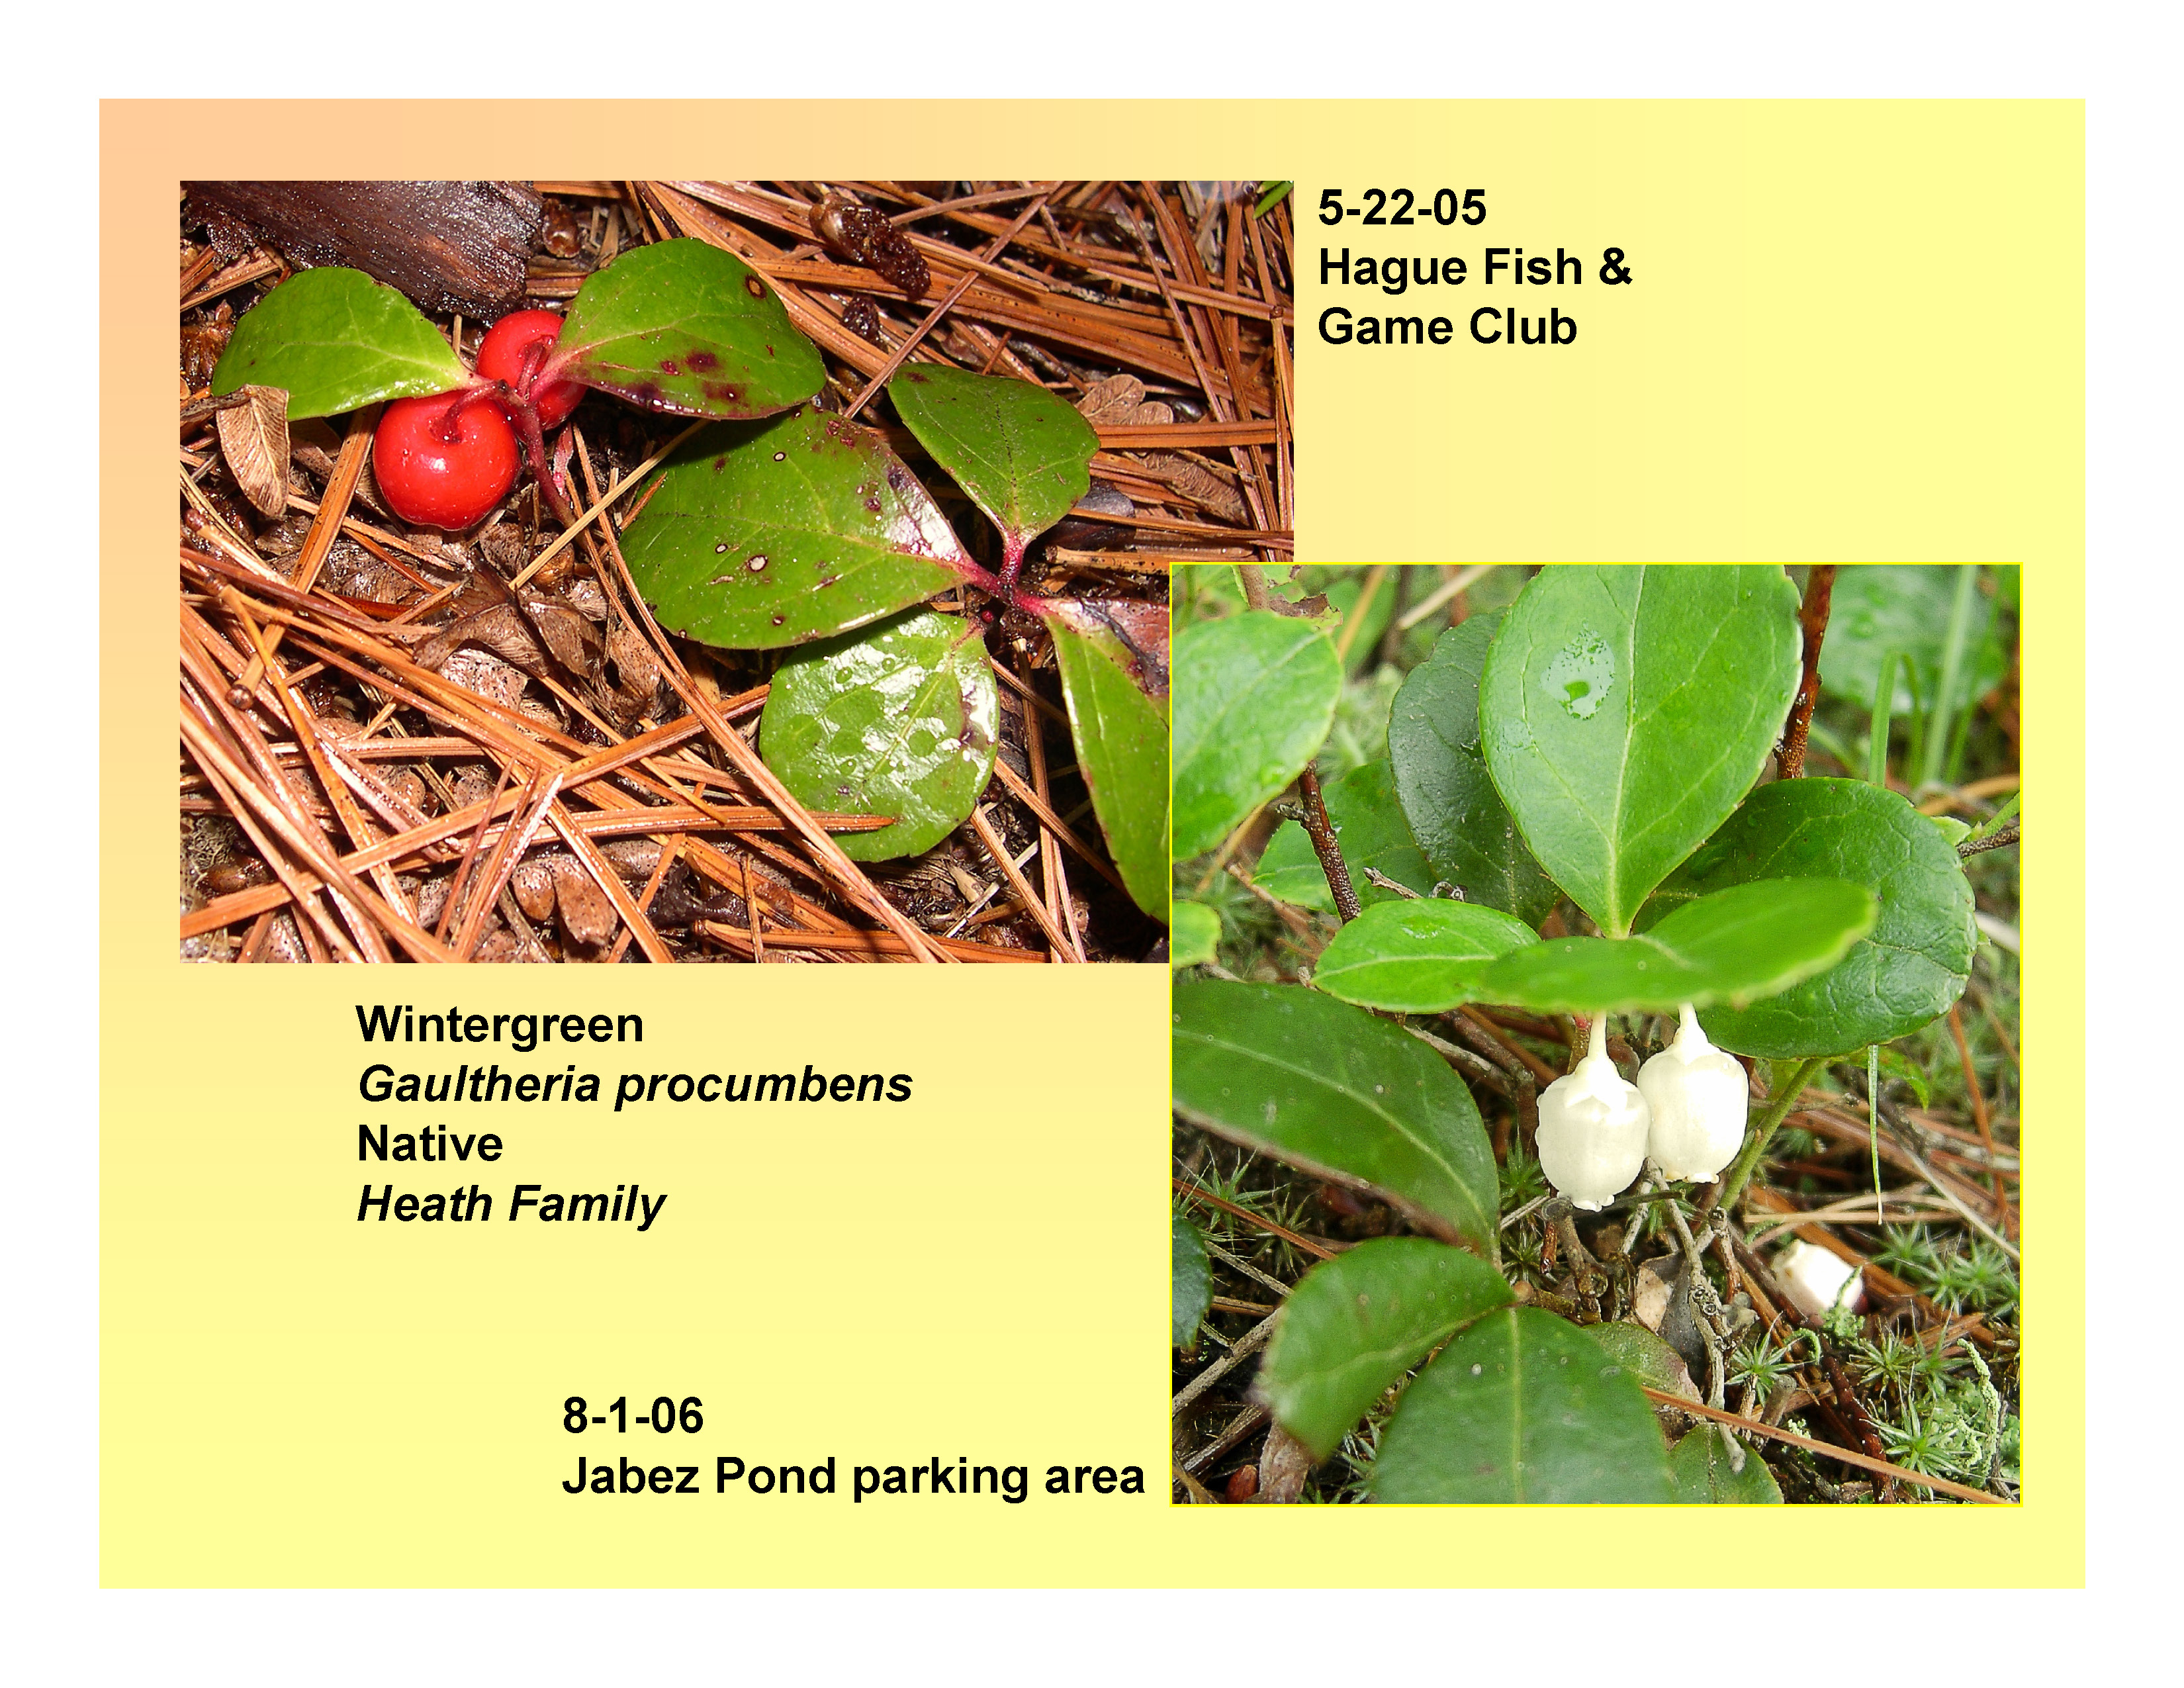 5-22-05
Hague Fish &
Game Club
Wintergreen
Gaultheria procumbens
Native
Heath Family
8-1-06
Jabez Pond parking area